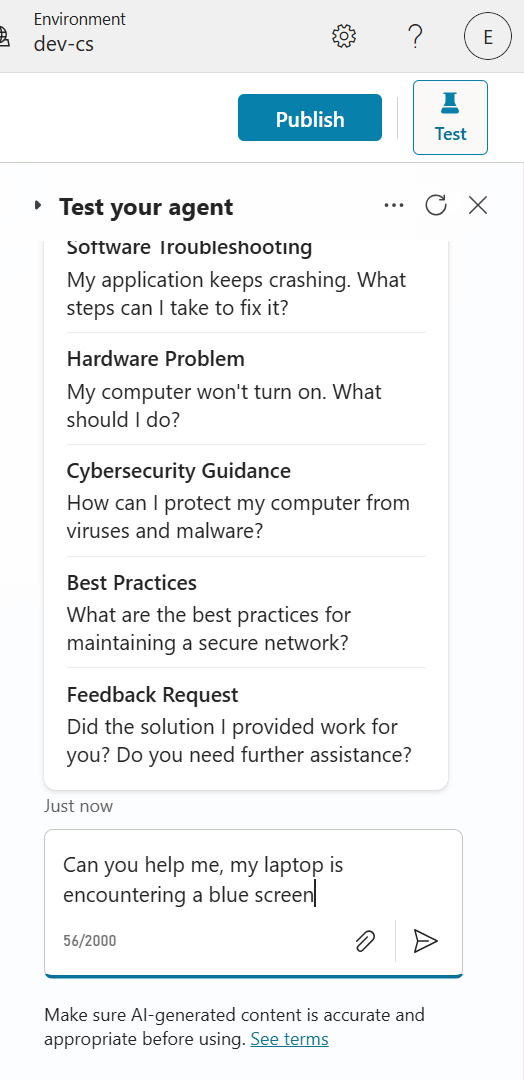 Environment
dev-cs
E
Publish
Test
Test your agent
Software Troubleshooting
My application keeps crashing. What
steps can I take to fix it?
Hardware Problem
My computer won't turn on. What
should I do?
Cybersecurity Guidance
How can I protect my computer from
viruses and malware?
Best Practices
What are the best practices for
maintaining a secure network?
Feedback Request
Did the solution I provided work for
you? Do you need further assistance?
Just now
Can you help me, my laptop is
encountering a blue screen
56/2000
Make sure AI-generated content is accurate and
appropriate before using. See terms